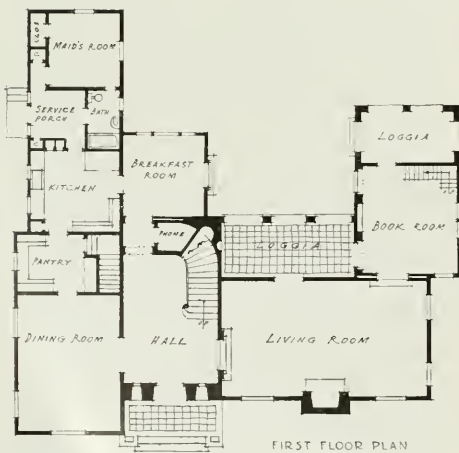 CLOS
MAID'S ROOM
SERVICE
PORCH
BATH
LOGGIA
BREAKFAST
ROOM
KITCHEN
PHONE
LOGGIA
BOOK ROOM
PANTRY
DINING ROOM
HALL
LIVING ROOM
FIRST FLOOR PLAN